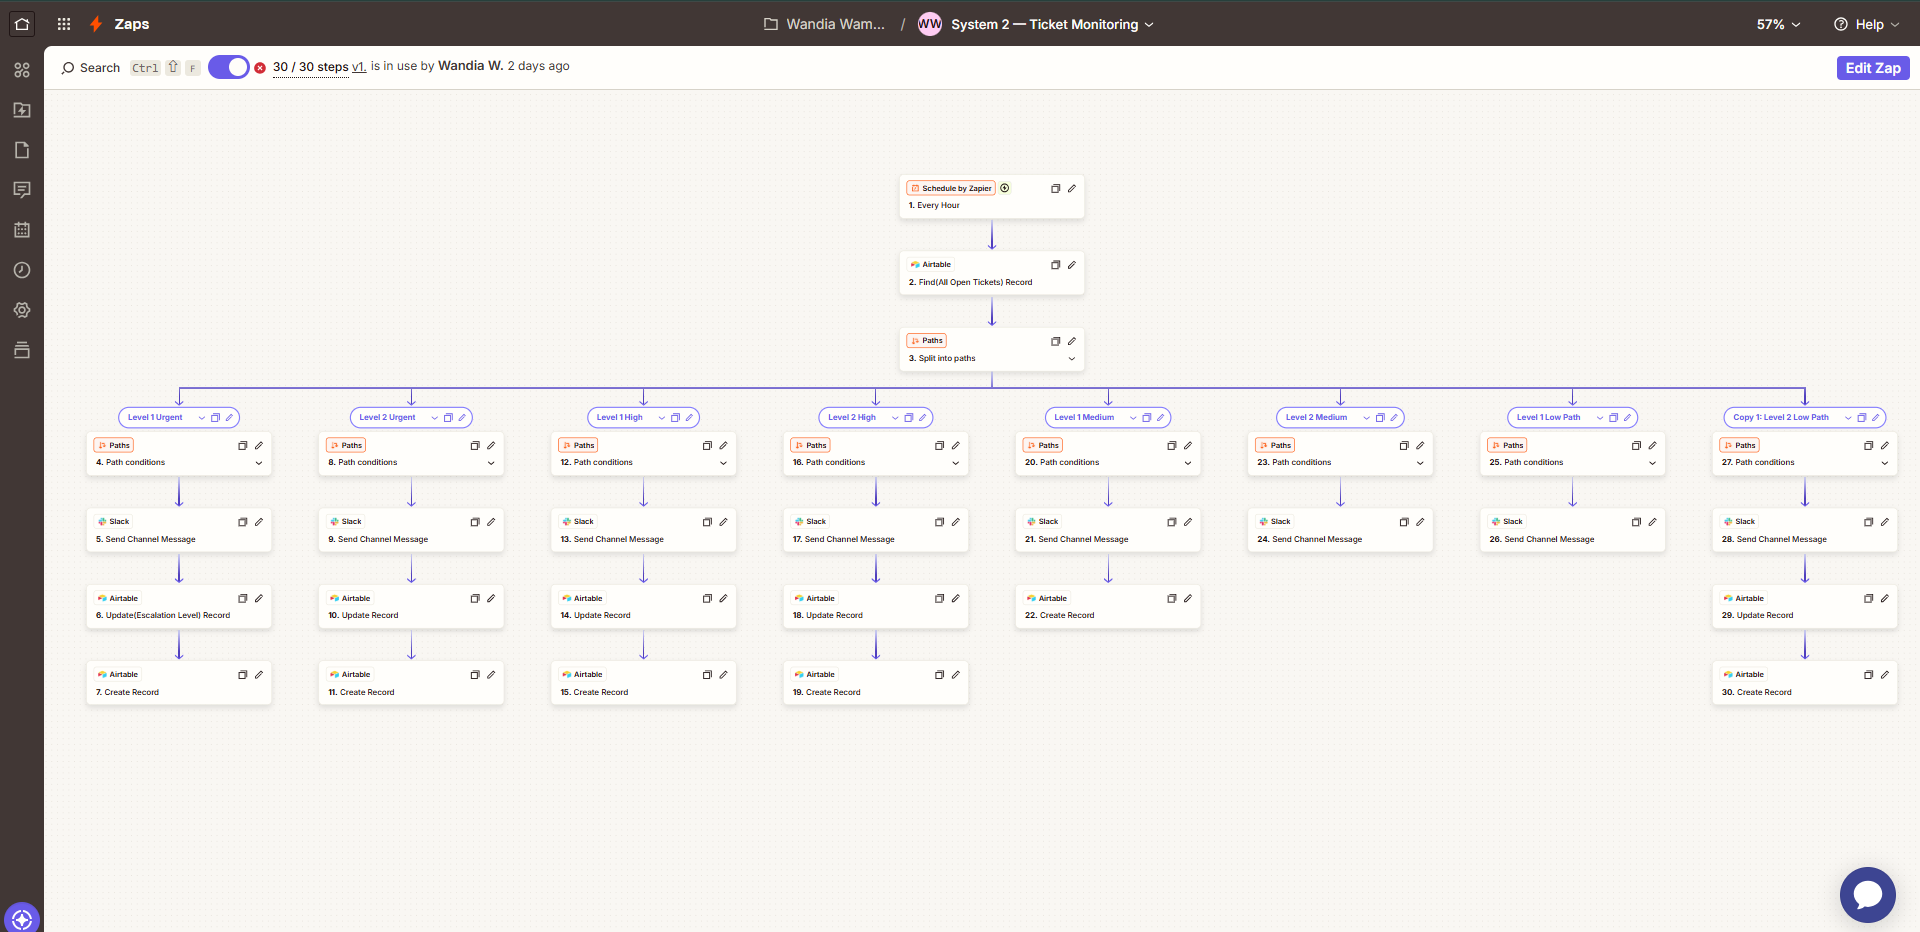 Zaps
Wandia Wam... / WW System 2 — Ticket Monitoring
57%
Help
Search Ctrl ⇧ F
30 / 30 steps v1. is in use by Wandia W. 2 days ago
Edit Zap
Schedule by Zapier
1. Every Hour
Airtable
2. Find(All Open Tickets) Record
Paths
3. Split into paths
Level 1 Urgent
Paths
4. Path conditions
Slack
5. Send Channel Message
Airtable
6. Update(Escalation Level) Record
Airtable
7. Create Record
Level 2 Urgent
Paths
8. Path conditions
Slack
9. Send Channel Message
Airtable
10. Update Record
Airtable
11. Create Record
Level 1 High
Paths
12. Path conditions
Slack
13. Send Channel Message
Airtable
14. Update Record
Airtable
15. Create Record
Level 2 High
Paths
16. Path conditions
Slack
17. Send Channel Message
Airtable
18. Update Record
Airtable
19. Create Record
Level 1 Medium
Paths
20. Path conditions
Slack
21. Send Channel Message
Airtable
22. Create Record
Level 2 Medium
Paths
23. Path conditions
Slack
24. Send Channel Message
Level 1 Low Path
Paths
25. Path conditions
Slack
26. Send Channel Message
Copy 1: Level 2 Low Path
Paths
27. Path conditions
Slack
28. Send Channel Message
Airtable
29. Update Record
Airtable
30. Create Record